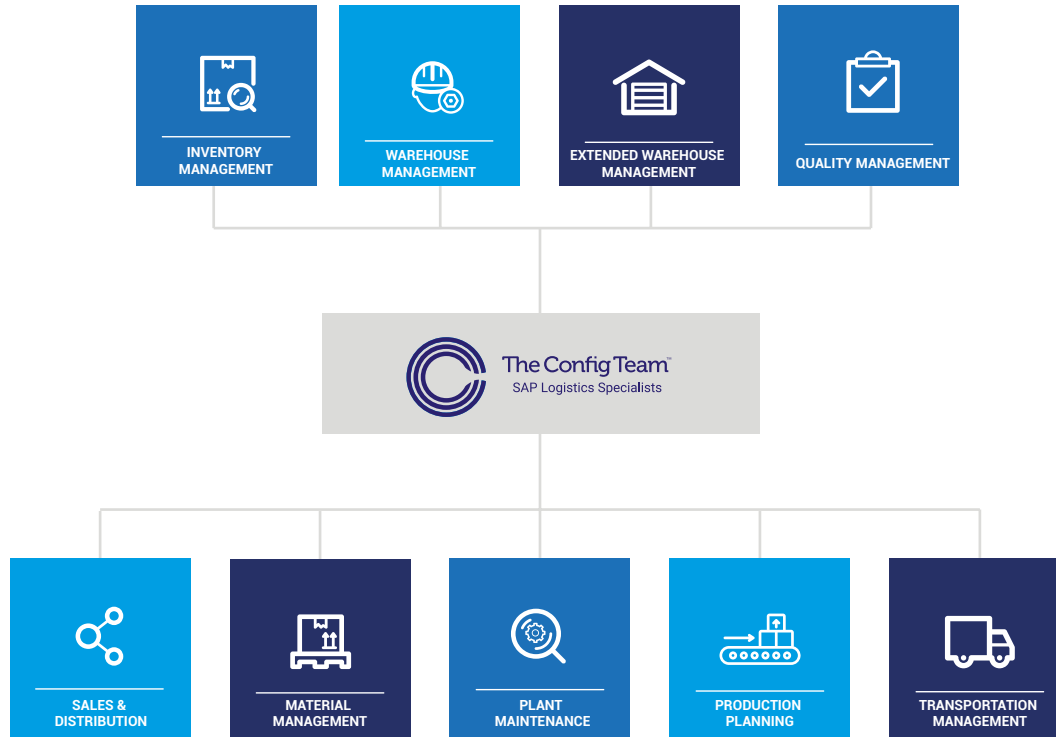 INVENTORY
MANAGEMENT
WAREHOUSE
MANAGEMENT
EXTENDED WAREHOUSE
MANAGEMENT
QUALITY MANAGEMENT
The Config Team™
SAP Logistics Specialists
SALES &
DISTRIBUTION
MATERIAL
MANAGEMENT
PLANT
MAINTENANCE
PRODUCTION
PLANNING
TRANSPORTATION
MANAGEMENT